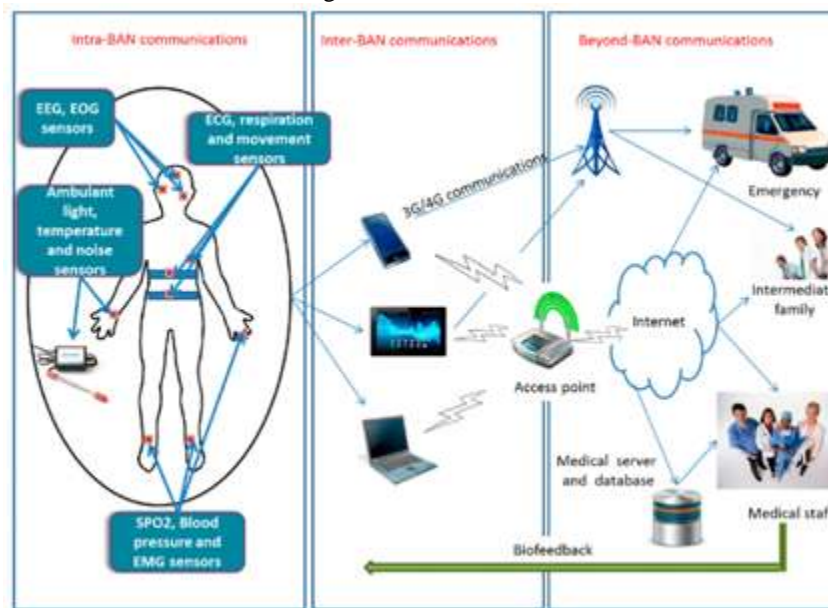 Intra-BAN communications
Inter-BAN communications
Beyond-BAN communications
EEG, EOG
sensors
ECG, respiration
and movement
sensors
Ambulant
light,
temperature
and noise
sensors
SPO2, Blood
pressure and
EMG sensors
3G/4G communications
Access point
Internet
Emergency
Intermediat
family
Medical server
and database
Medical staf
Biofeedback